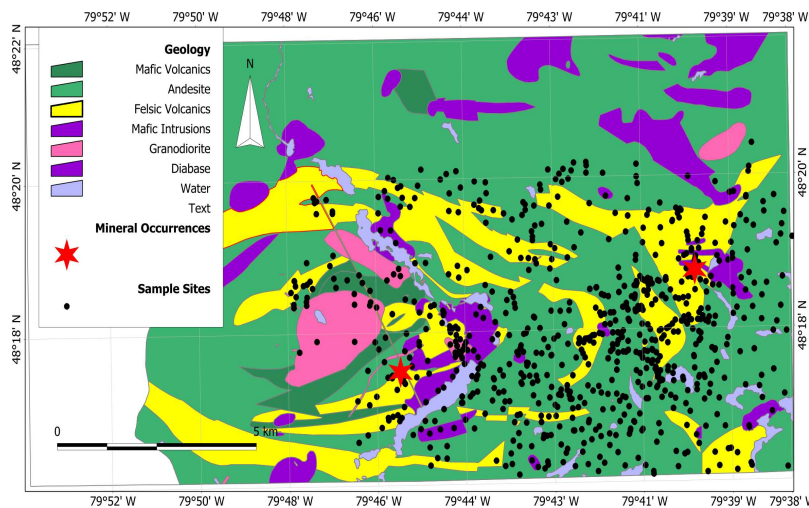 79°52' W 79°50' W 79°48' W 79°46' W 79°44' W 79°43' W 79°41' W 79°39' W 79°38' W
48°22' N
48°20' N
48°18' N
Geology
Mafic Volcanics
Andesite
Felsic Volcanics
Mafic Intrusions
Granodiorite
Diabase
Water
Text
Mineral Occurrences
Sample Sites
N
0 5 km
48°20' N
48°18' N
79°52' W 79°50' W 79°48' W 79°46' W 79°44' W 79°43' W 79°41' W 79°39' W 79°38' W